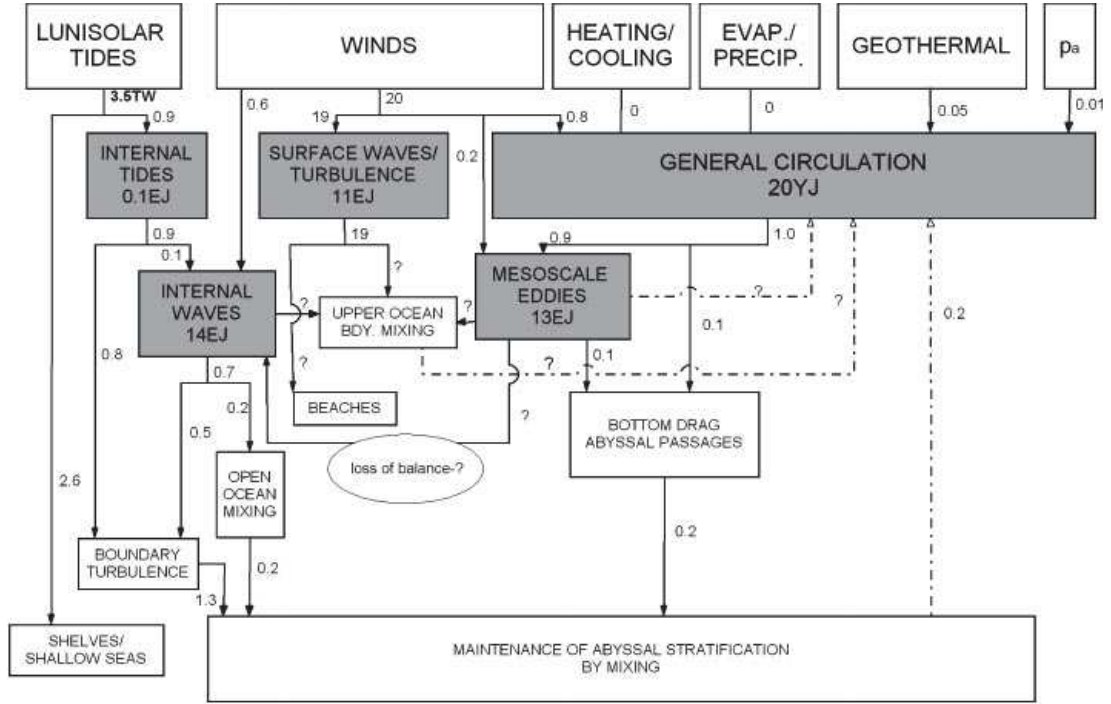 LUNISOLAR
TIDES
WINDS
HEATING/
COOLING
EVAP./
PRECIP.
GEOTHERMAL
pa
3.5TW
0.9
0.6
20
19
0.2
0.8
0
0
0.05
0.01
INTERNAL
TIDES
0.1EJ
SURFACE WAVES/
TURBULENCE
11EJ
GENERAL CIRCULATION
20YJ
0.9
0.1
19
0.9
1.0
INTERNAL
WAVES
14EJ
?
?
UPPER OCEAN
BDY. MIXING
?
MESOSCALE
EDDIES
13EJ
?
?
0.2
0.8
0.7
?
0.1
?
0.1
0.2
BEACHES
?
BOTTOM DRAG
ABYSSAL PASSAGES
0.5
loss of balance-?
2.6
OPEN
OCEAN
MIXING
0.2
BOUNDARY
TURBULENCE
0.2
1.3
SHELVES/
SHALLOW SEAS
MAINTENANCE OF ABYSSAL STRATIFICATION
BY MIXING